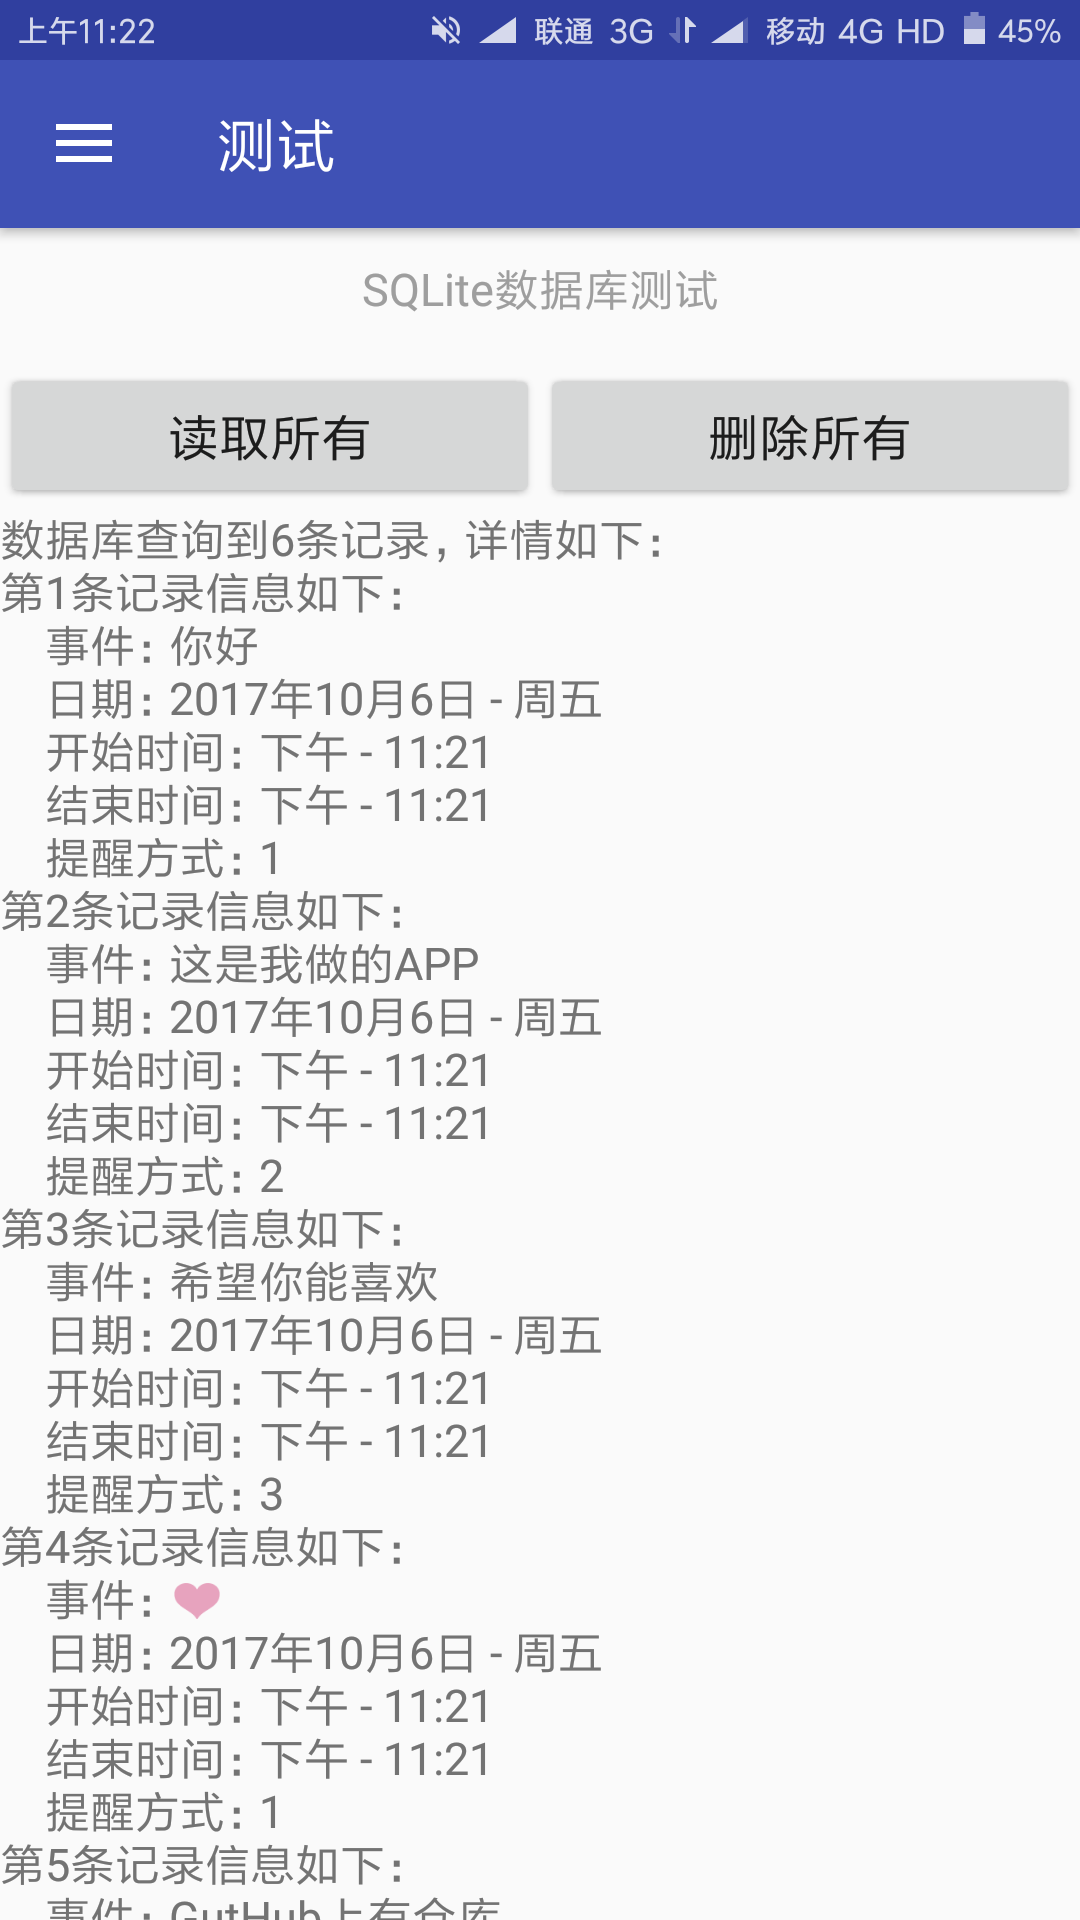 上午11:22 联通 3G 移动 4G HD 45%
测试
SQLite数据库测试
读取所有 删除所有
数据库查询到6条记录，详情如下：
第1条记录信息如下：
事件：你好
日期：2017年10月6日 - 周五
开始时间：下午 - 11:21
结束时间：下午 - 11:21
提醒方式：1
第2条记录信息如下：
事件：这是我做的APP
日期：2017年10月6日 - 周五
开始时间：下午 - 11:21
结束时间：下午 - 11:21
提醒方式：2
第3条记录信息如下：
事件：希望你能喜欢
日期：2017年10月6日 - 周五
开始时间：下午 - 11:21
结束时间：下午 - 11:21
提醒方式：3
第4条记录信息如下：
事件：❤
日期：2017年10月6日 - 周五
开始时间：下午 - 11:21
结束时间：下午 - 11:21
提醒方式：1
第5条记录信息如下：
事件：GutHub上有仓库